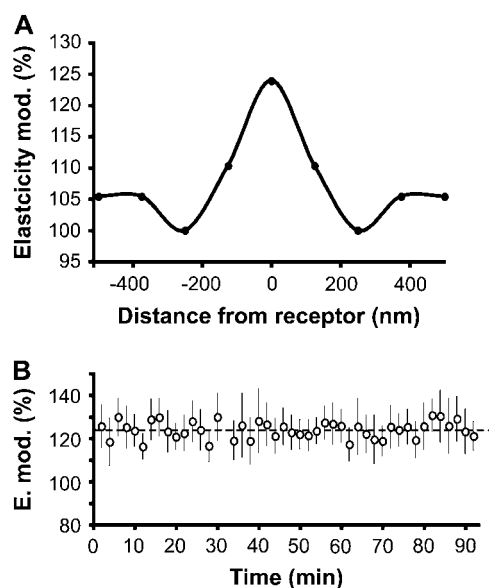 A
Elastcicity mod. (%)
130
125
120
115
110
105
100
95
-400 -200 0 200 400
Distance from receptor (nm)
B
E. mod. (%)
140
120
100
80
0 10 20 30 40 50 60 70 80 90
Time (min)